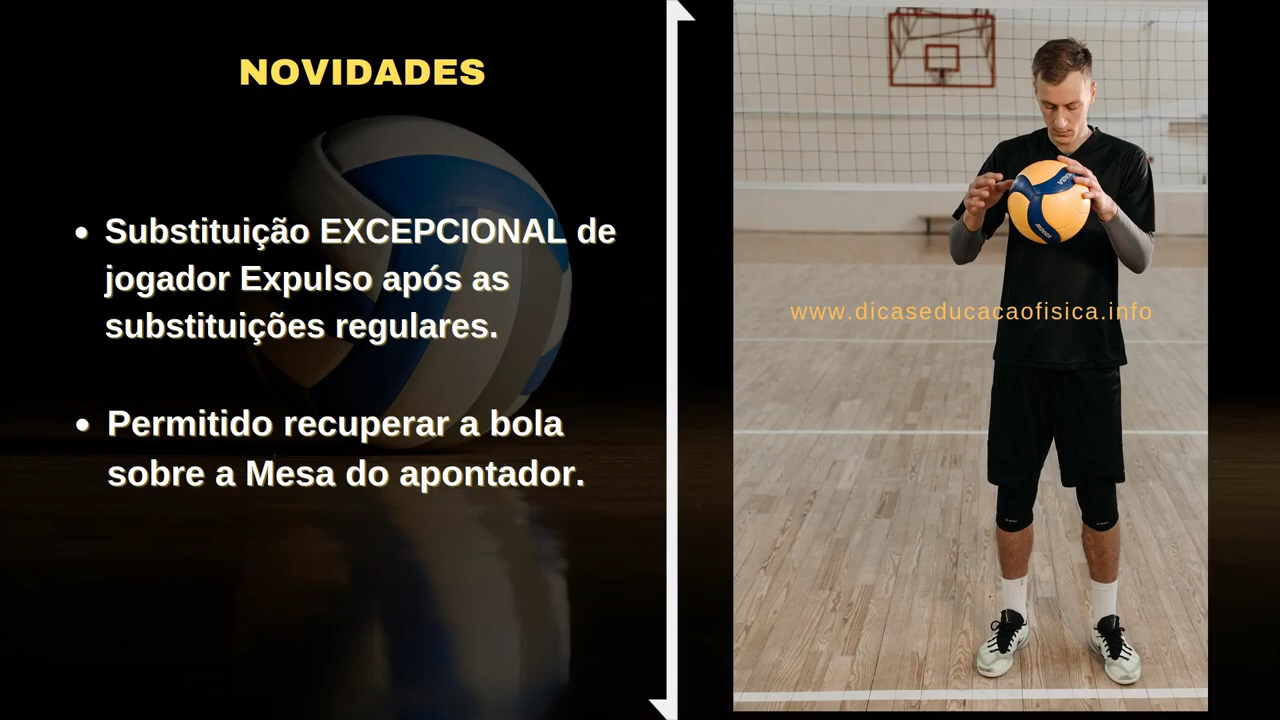 NOVIDADES
• Substituição EXCEPCIONAL de
jogador Expulso após as
substituições regulares.
• Permitido recuperar a bola
sobre a Mesa do apontador.
www.dicaseducacaofisica.info